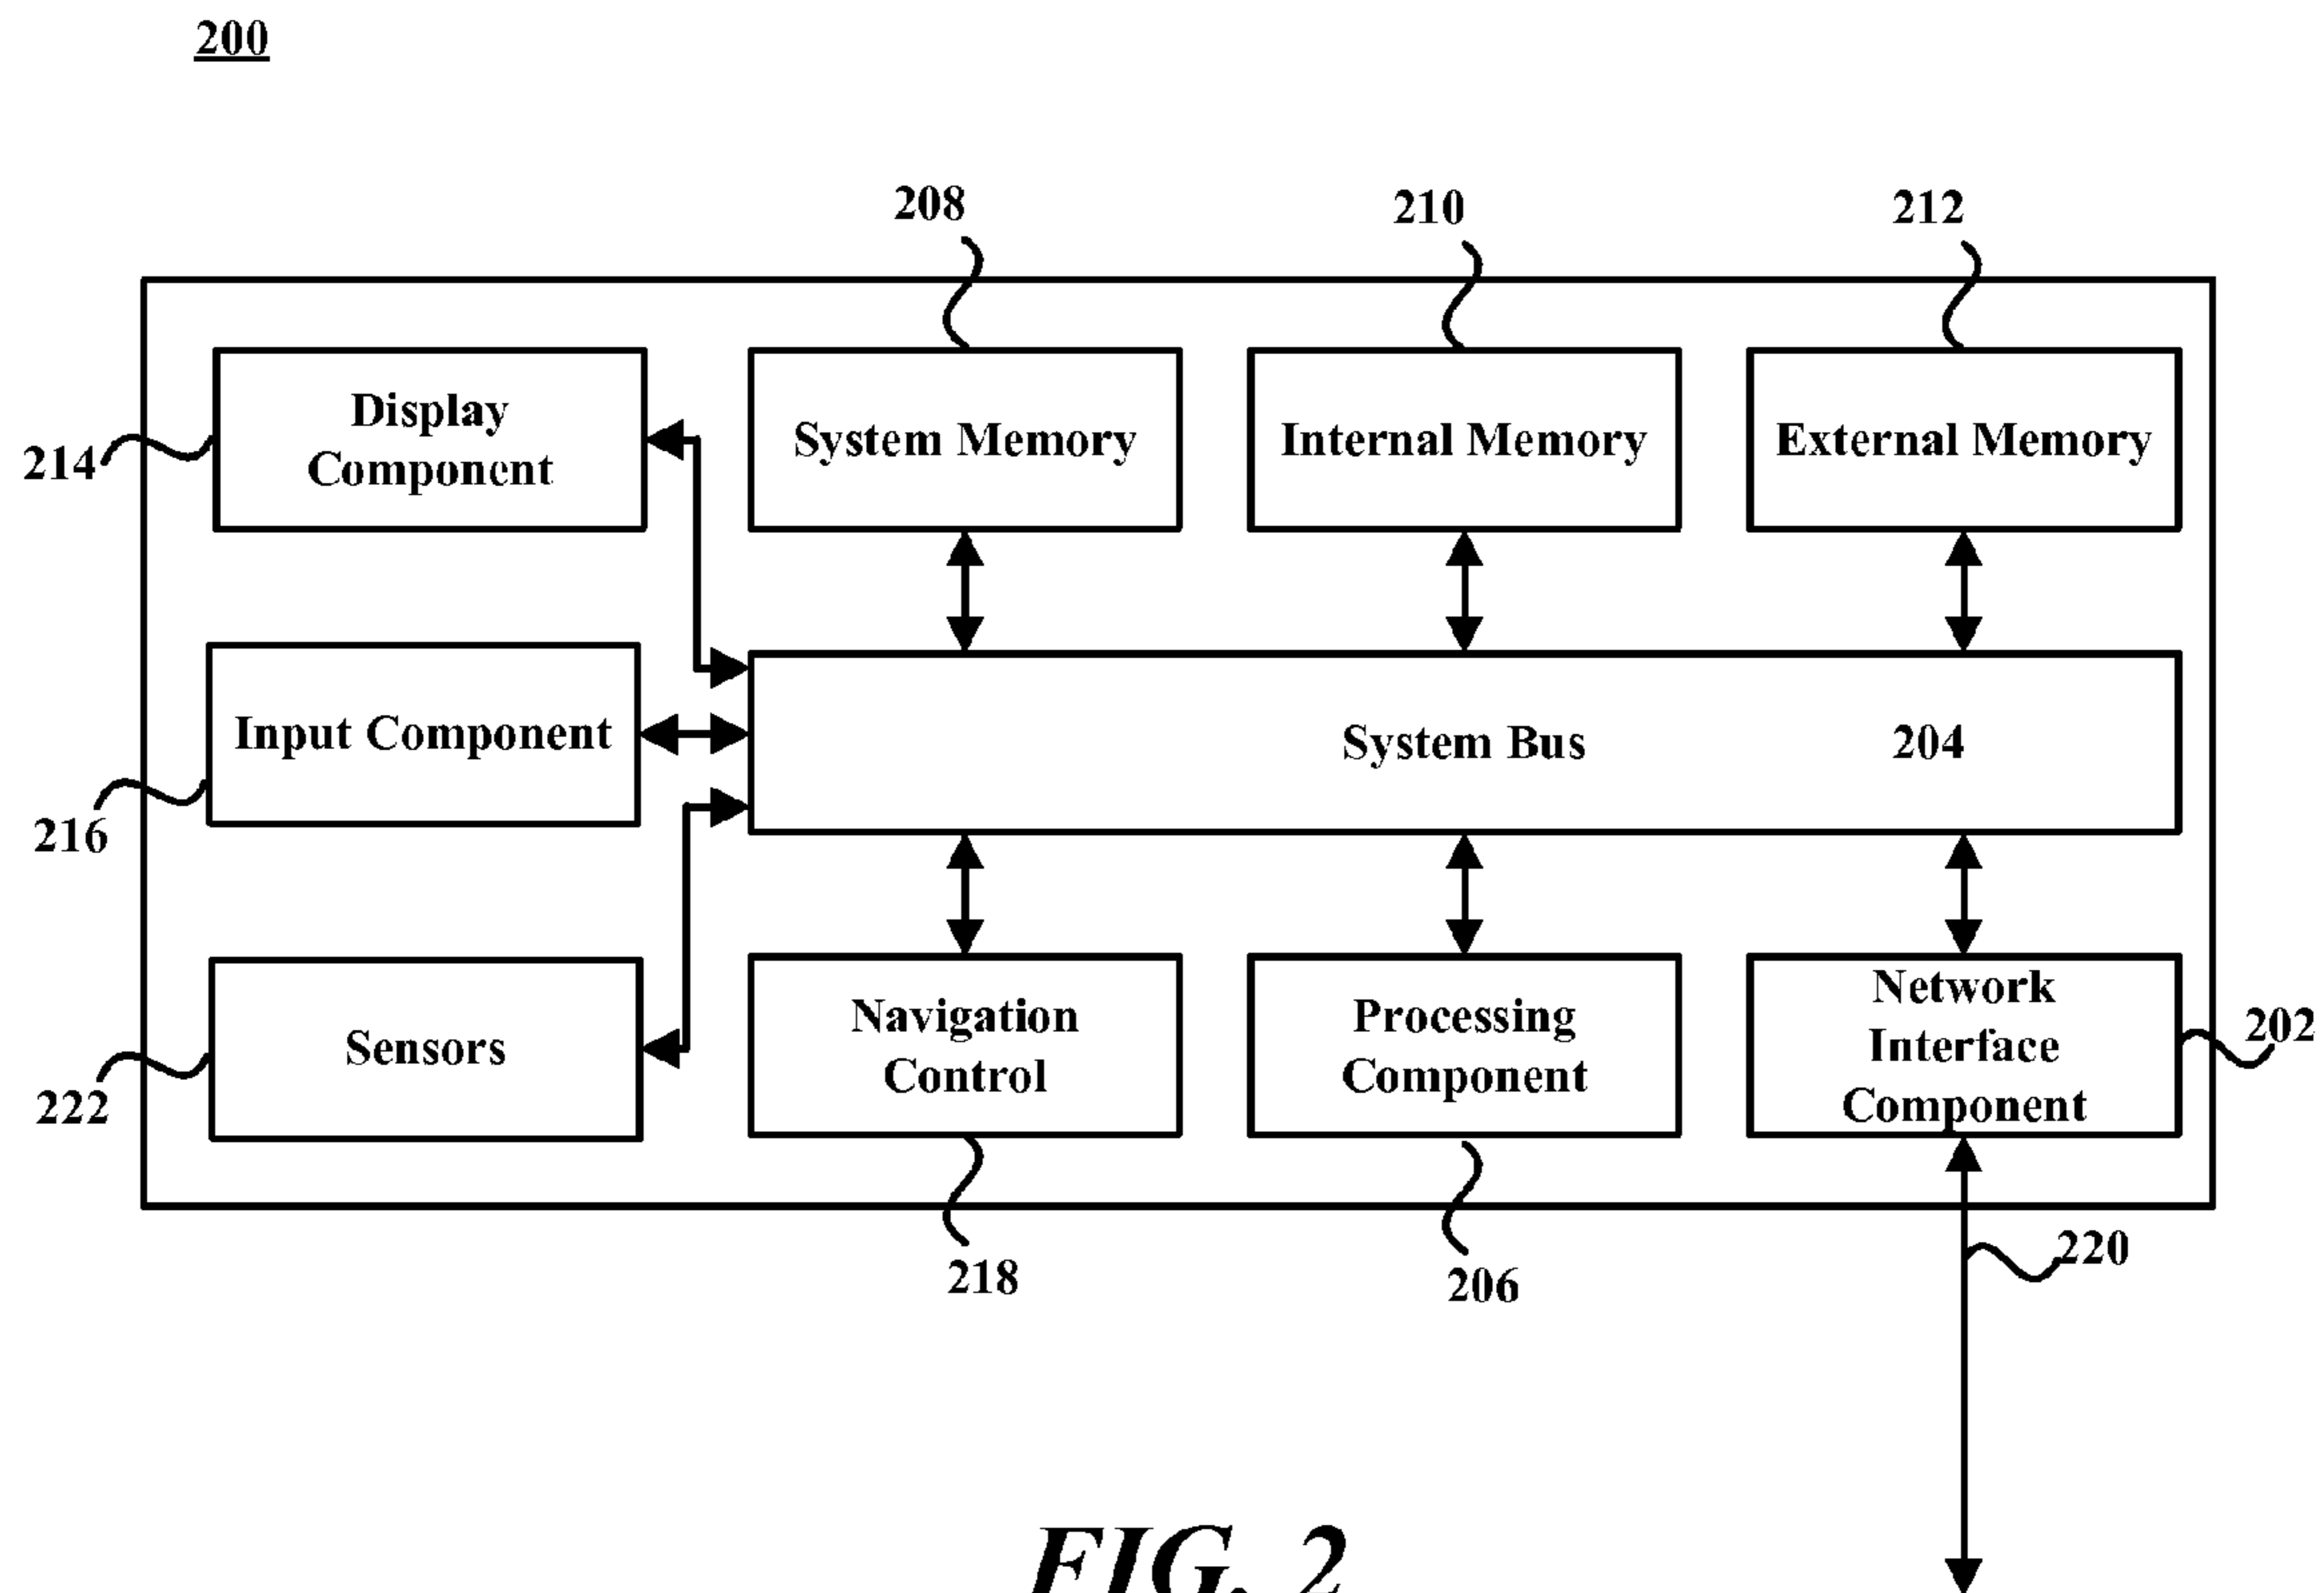 200
208
210
212
Display
Component
System Memory
Internal Memory
External Memory
214
Input Component
System Bus
204
216
Sensors
Navigation
Control
Processing
Component
Network
Interface
Component
202
222
218
206
220
FIG. 2